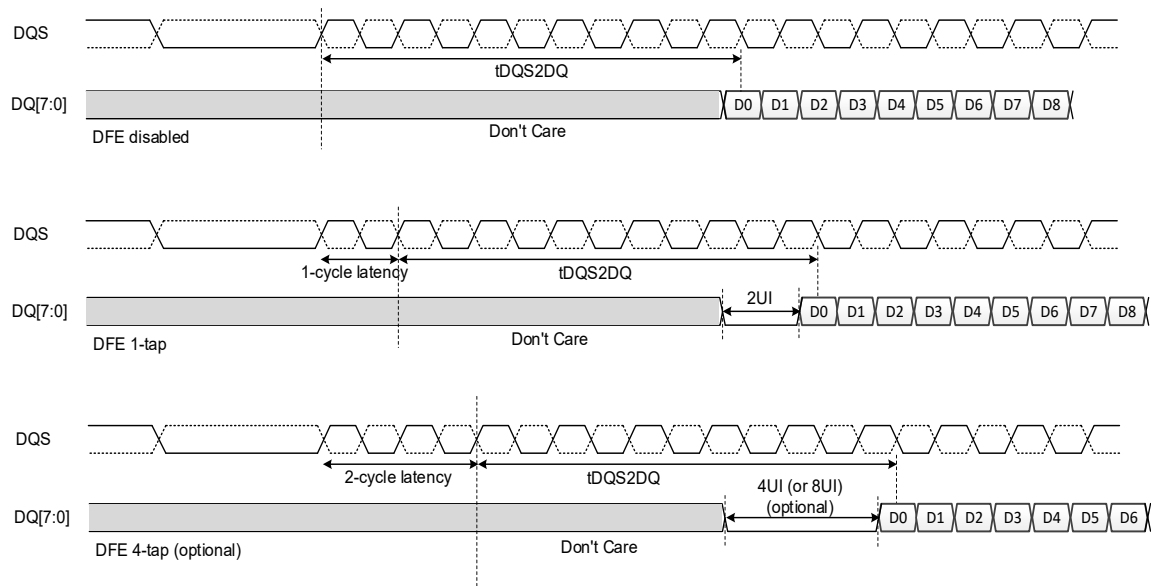 DQS
tDQS2DQ
DQ[7:0] D0 D1 D2 D3 D4 D5 D6 D7 D8
Don't Care
DFE disabled
DQS
1-cycle latency tDQS2DQ
DQ[7:0] 2UI D0 D1 D2 D3 D4 D5 D6 D7 D8
Don't Care
DFE 1-tap
DQS
2-cycle latency tDQS2DQ
4UI (or 8UI)
(optional)
DQ[7:0] D0 D1 D2 D3 D4 D5 D6
Don't Care
DFE 4-tap (optional)